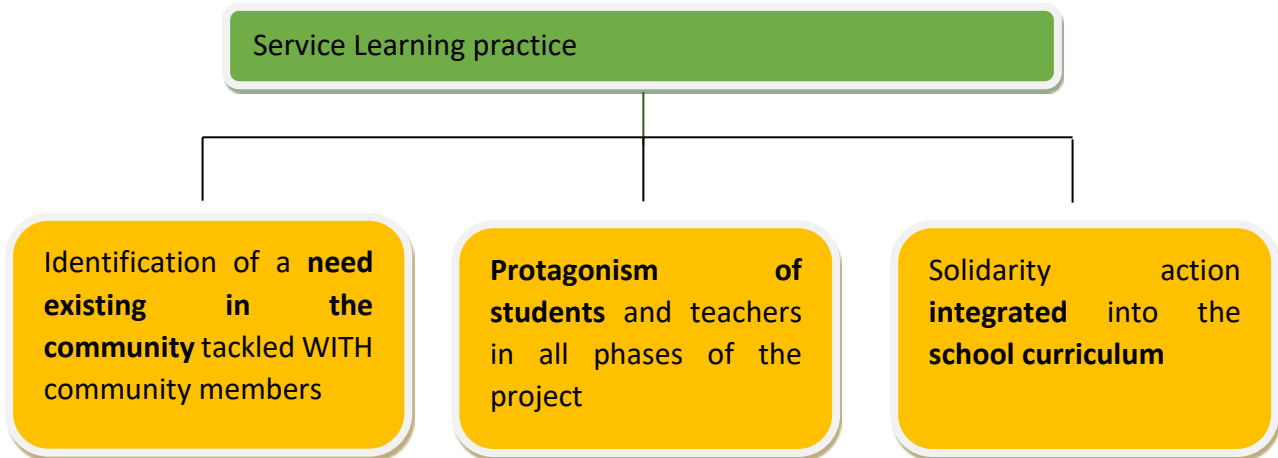 Service Learning practice
Identification of a need
existing in the
community tackled WITH
community members
Protagonism of
students and teachers
in all phases of the
project
Solidarity action
integrated into the
school curriculum